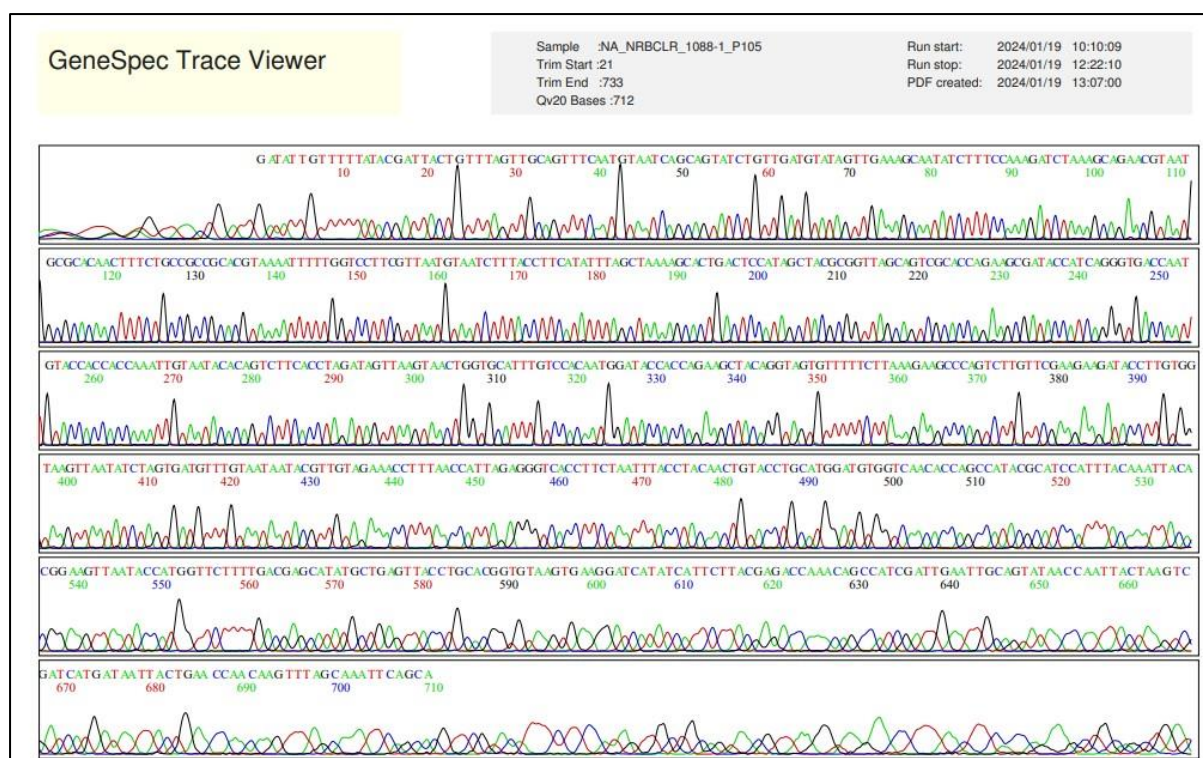 GeneSpec Trace Viewer
Sample :NA_NRBCLR_1088-1_P105
Trim Start :21
Trim End :733
Qv20 Bases :712
Run start: 2024/01/19 10:10:09
Run stop: 2024/01/19 12:22:10
PDF created: 2024/01/19 13:07:00
GATATTGTTTTTATACGATTACTGTTTAGTTGCAGTTTCAATGTAATCAGCAGTATCTGTTGATGTATAGTTGAAAGCAATATCTTTCCAAAGATCTAAAGCAGAACGTAAT
10 20 30 40 50 60 70 80 90 100 110
GCGCACAACTTTCTGCCGCCGCACGTAAAATTTTTGGTCCTTCGTTAATGTAATCTTTACCTTCATATTTAGCTAAAAGCACTGACTCCATAGCTACGCGGTTAGCAGTCGCACCAGAAGCGATACCATCAGGGTGACCAAT
120 130 140 150 160 170 180 190 200 210 220 230 240 250
GTACCACCACCAAATTGTAATACACAGTCTTCACCTAGATAGTTAAGTAACTGGTGCATTTGTCCACAATGGATACCACCAGAAGCTACAGGTAGTGTTTTTCTTAAAGAAGCCCAGTCTTGTTCGAAGAAGATACCTTGTGG
260 270 280 290 300 310 320 330 340 350 360 370 380 390
TAAGTTAATATCTAGTGATGTTTGTAATAATACGTTGTAGAAACCTTTAACCATTAGAGGGTCACCTTCTAATTTACCTACAACTGTACCTGCATGGATGTGGTCAACACCAGCCATACGCATCCATTTACAAATTACA
400 410 420 430 440 450 460 470 480 490 500 510 520 530
CGGAAGTTAATACCATGGTTCTTTTGACGAGCATATGCTGAGTTACCTGCACGGTGTAAGTGAAGGATCATATCATTCTTACGAGACCAAACAGCCATCGATTGAATTGCAGTATAACCAATTACTAAGTC
540 550 560 570 580 590 600 610 620 630 640 650 660
GATCATGATAATTACTGAACCAACAAGTTTAGCAAATTCAGCA
670 680 690 700 710